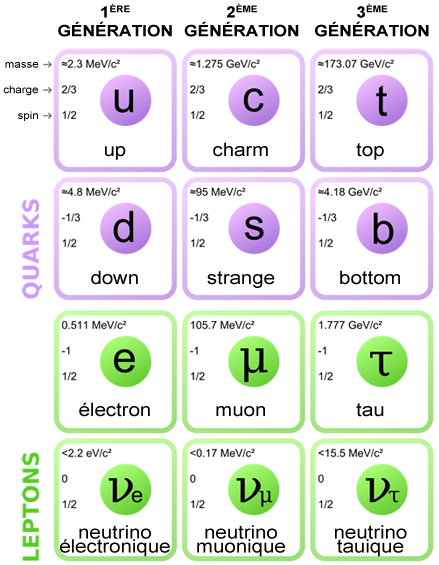 1ÈRE
GÉNÉRATION
2ÈME
GÉNÉRATION
3ÈME
GÉNÉRATION
masse →
charge →
spin →
QUARKS
≈2.3 MeV/c²
2/3
1/2
u
up
≈1.275 GeV/c²
2/3
1/2
c
charm
≈173.07 GeV/c²
2/3
1/2
t
top
≈4.8 MeV/c²
-1/3
1/2
d
down
≈95 MeV/c²
-1/3
1/2
s
strange
≈4.18 GeV/c²
-1/3
1/2
b
bottom
LEPTONS
0.511 MeV/c²
-1
1/2
e
électron
105.7 MeV/c²
-1
1/2
μ
muon
1.777 GeV/c²
-1
1/2
τ
tau
<2.2 eV/c²
0
1/2
νe
neutrino
électronique
<0.17 MeV/c²
0
1/2
νμ
neutrino
muonique
<15.5 MeV/c²
0
1/2
ντ
neutrino
tauique